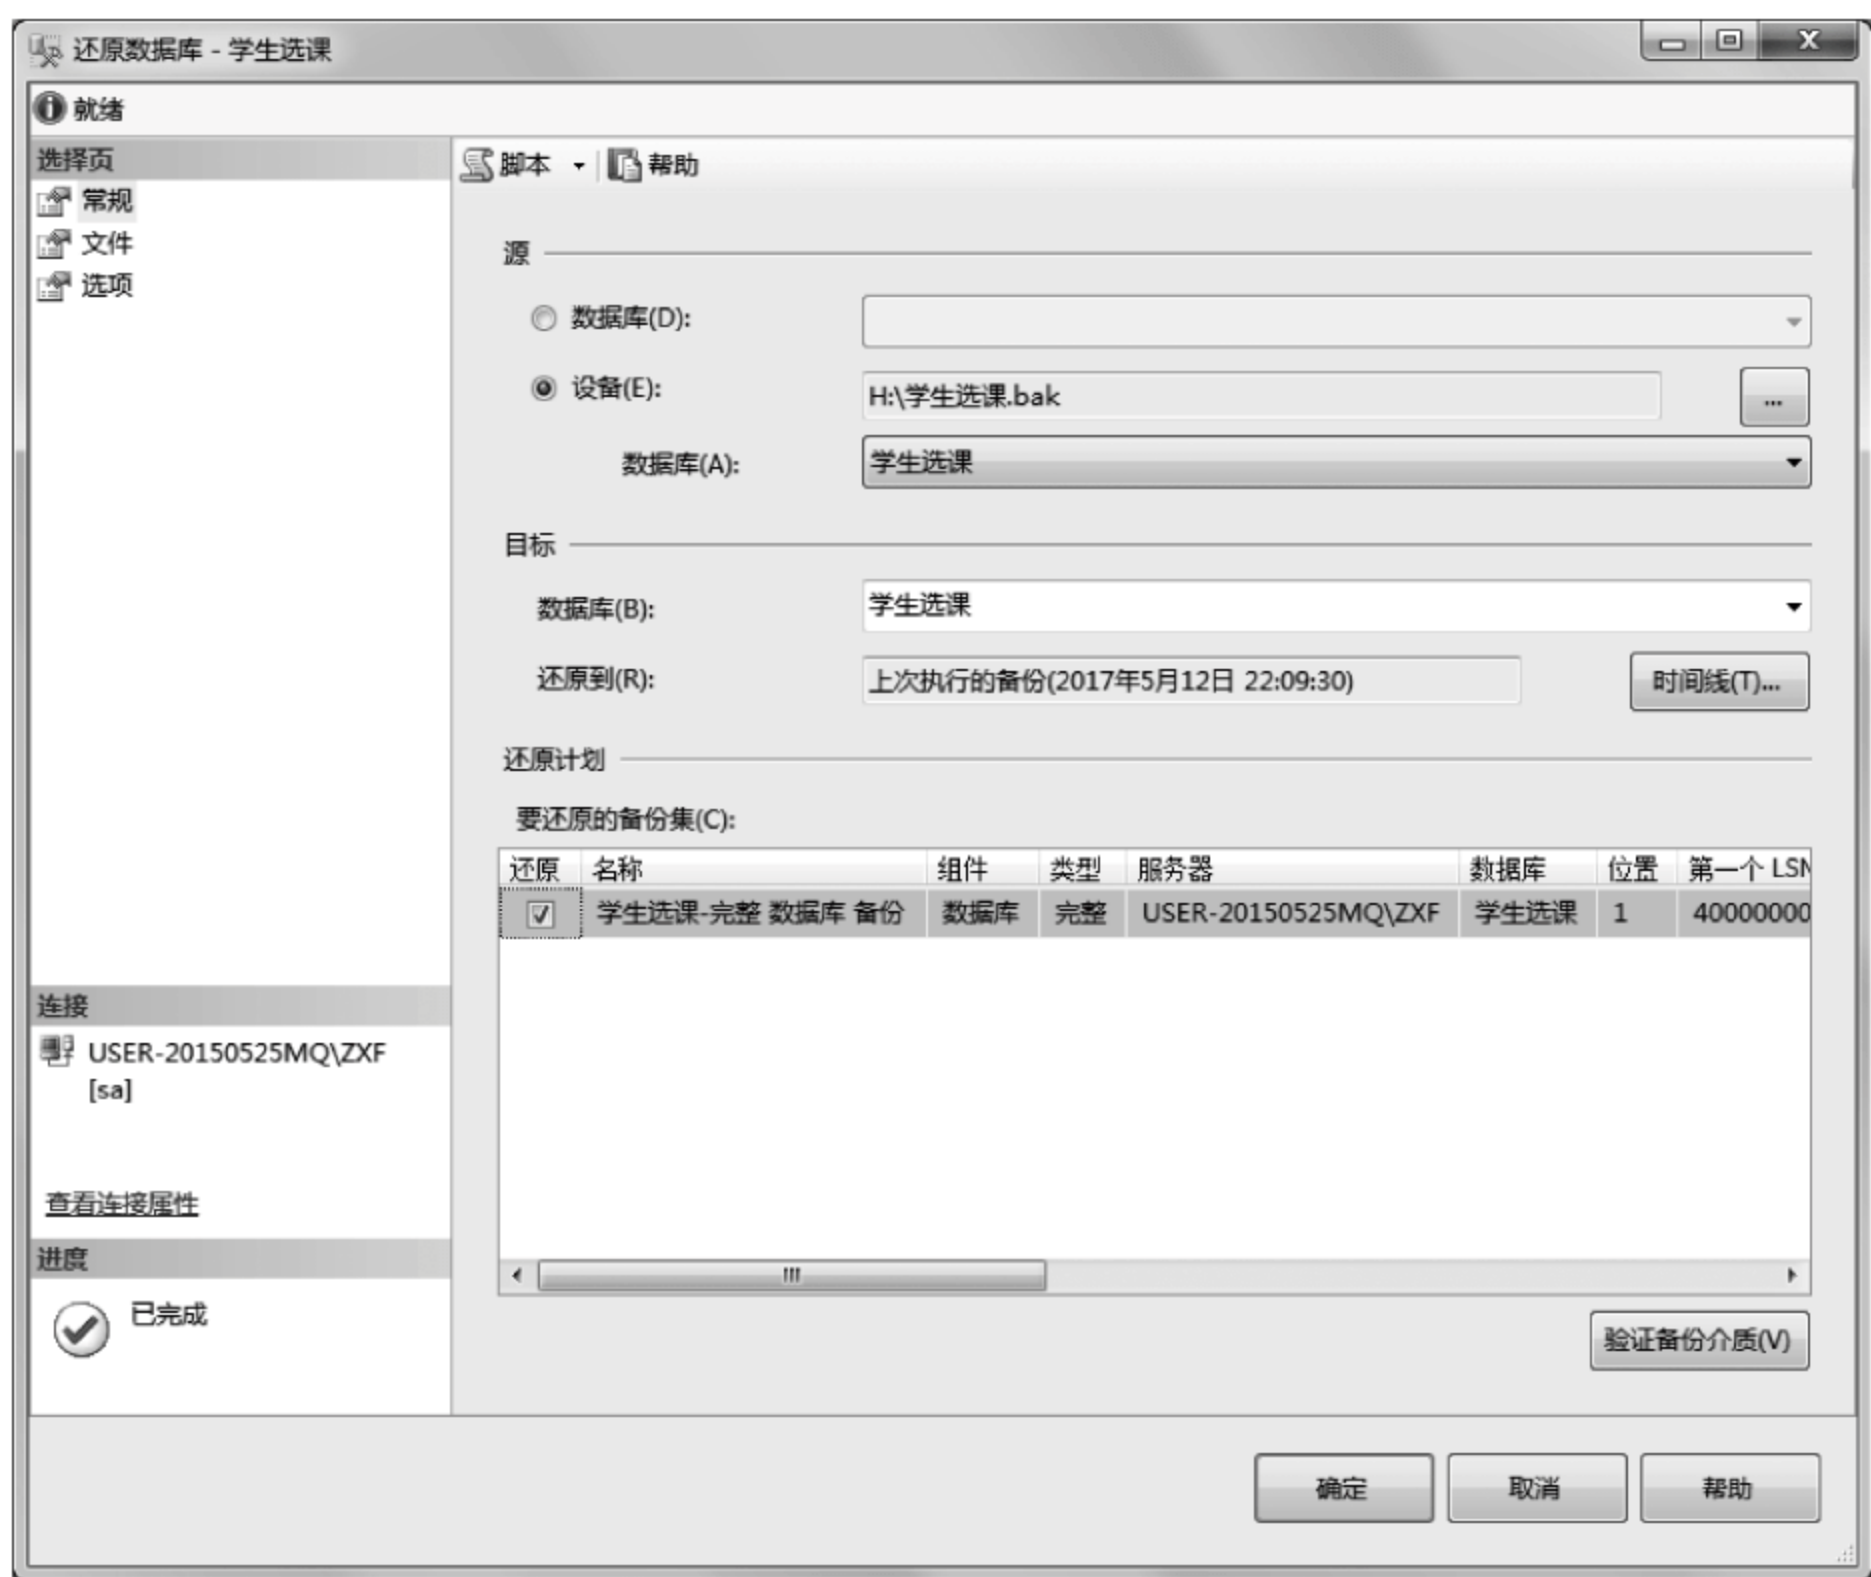 还原数据库 - 学生选课
就绪
选择页
常规
文件
选项
脚本 帮助
源
数据库(D):
设备(E): H:\学生选课.bak ...
数据库(A): 学生选课
目标
数据库(B): 学生选课
还原到(R): 上次执行的备份(2017年5月12日 22:09:30) 时间线(T)...
还原计划
要还原的备份集(C):
还原 名称 组件 类型 服务器 数据库 位置 第一个 LSN
学生选课-完整 数据库 备份 数据库 完整 USER-20150525MQ\ZXF 学生选课 1 40000000
连接
USER-20150525MQ\ZXF
[sa]
查看连接属性
进度
已完成
验证备份介质(V)
确定 取消 帮助